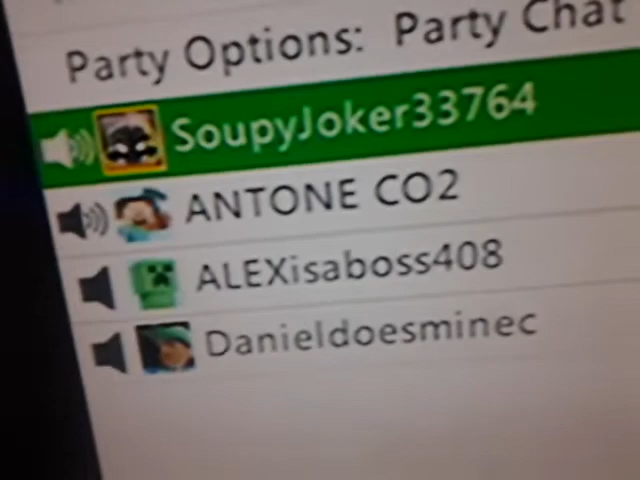 Party Options: Party Chat
SoupyJoker33764
ANTONE CO2
ALEXisaboss408
Danieldoesminec